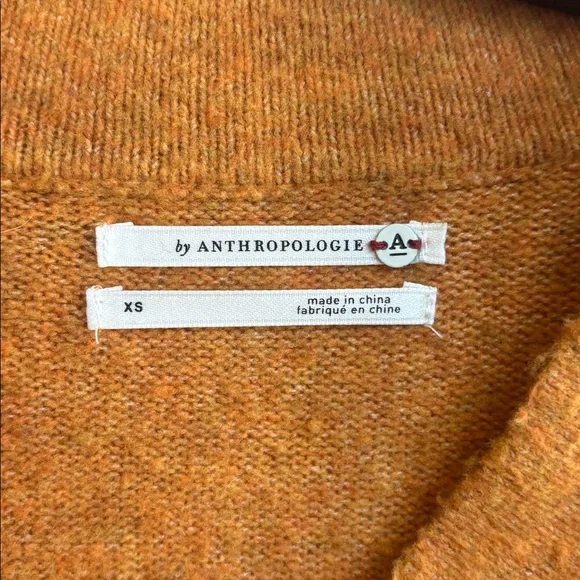 by ANTHROPOLOGIE A
XS
made in china
fabriqué en chine